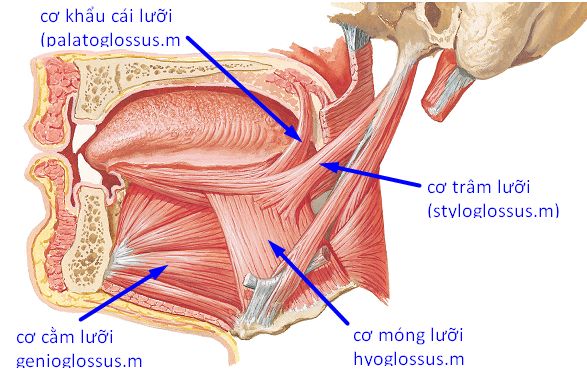 cơ khẩu cái lưỡi
(palatoglossus.m
cơ trâm lưỡi
(styloglossus.m)
cơ cằm lưỡi
genioglossus.m
cơ móng lưỡi
hyoglossus.m